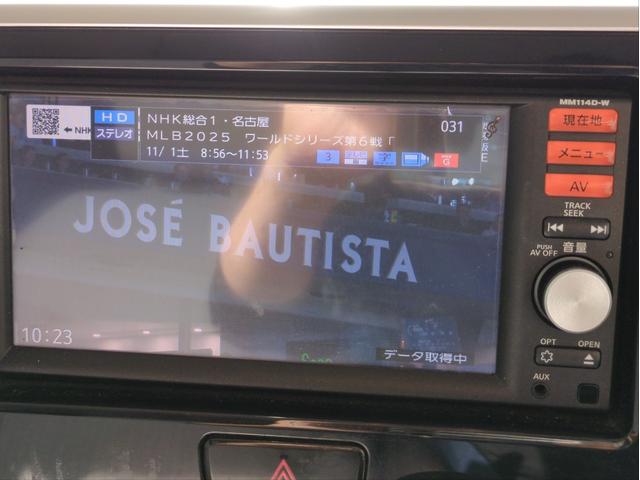 MM114D-W
HD
ステレオ
← NHK
NHK総合1・名古屋
031
MLB2025 ワールドシリーズ第6戦「
11/ 1土 8:56〜11:53
3
字
G
JOSÉ BAUTISTA
10:23
データ取得中
現在地
メニュー
AV
TRACK
SEEK
PUSH
AV OFF
音量
OPT
OPEN
AUX